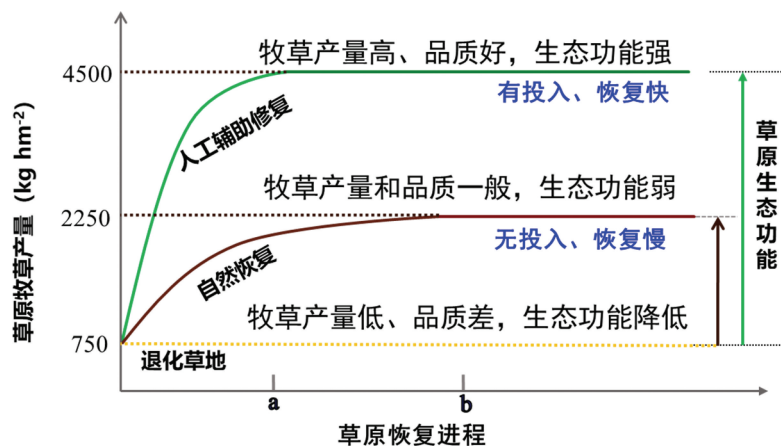 牧草产量高、品质好，生态功能强
4500
有投入、恢复快
人工辅助修复
牧草产量和品质一般，生态功能弱
2250
无投入、恢复慢
自然恢复
牧草产量低、品质差，生态功能降低
750
退化草地
a
b
草原恢复进程
草原牧草产量
(kg hm-2)
草原生态功能